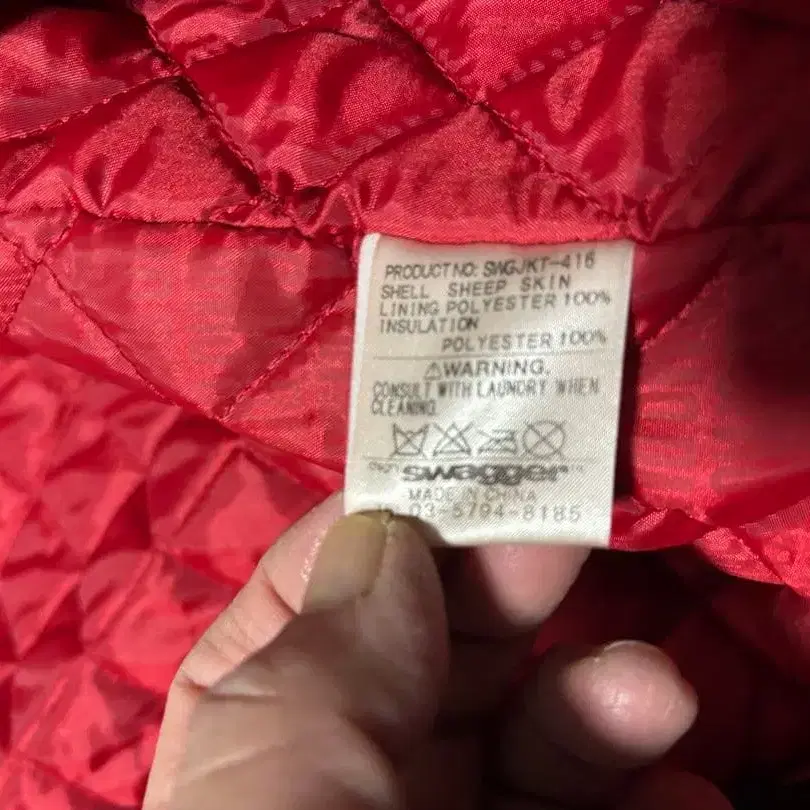 PRODUCT NO: SWGJKT-416
SHELL SHEEP SKIN
LINING POLYESTER 100%
INSULATION
POLYESTER 100%
⚠WARNING.
CONSULT WITH LAUNDRY WHEN
CLEANING.
swagger
MADE IN CHINA
03-5794-8185